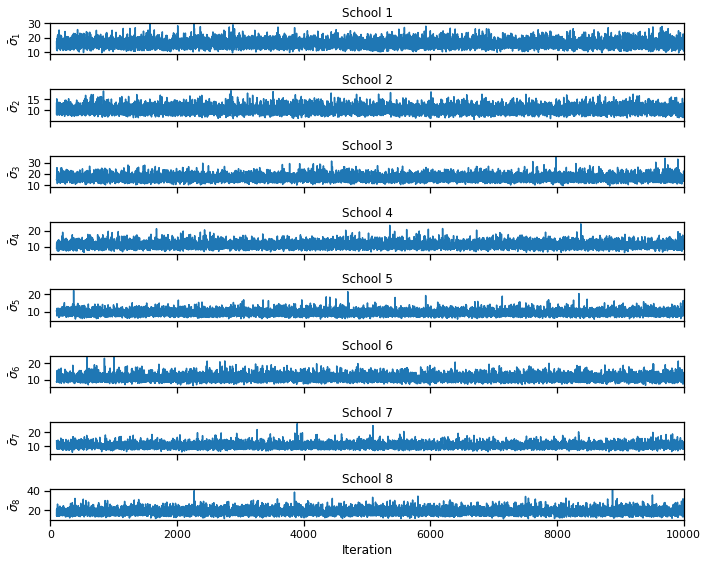 School 1
30
20
10
σ̄₁
School 2
15
10
σ̄₂
School 3
30
20
10
σ̄₃
School 4
20
10
σ̄₄
School 5
20
10
σ̄₅
School 6
20
10
σ̄₆
School 7
20
10
σ̄₇
School 8
40
20
σ̄₈
0 2000 4000 6000 8000 10000
Iteration